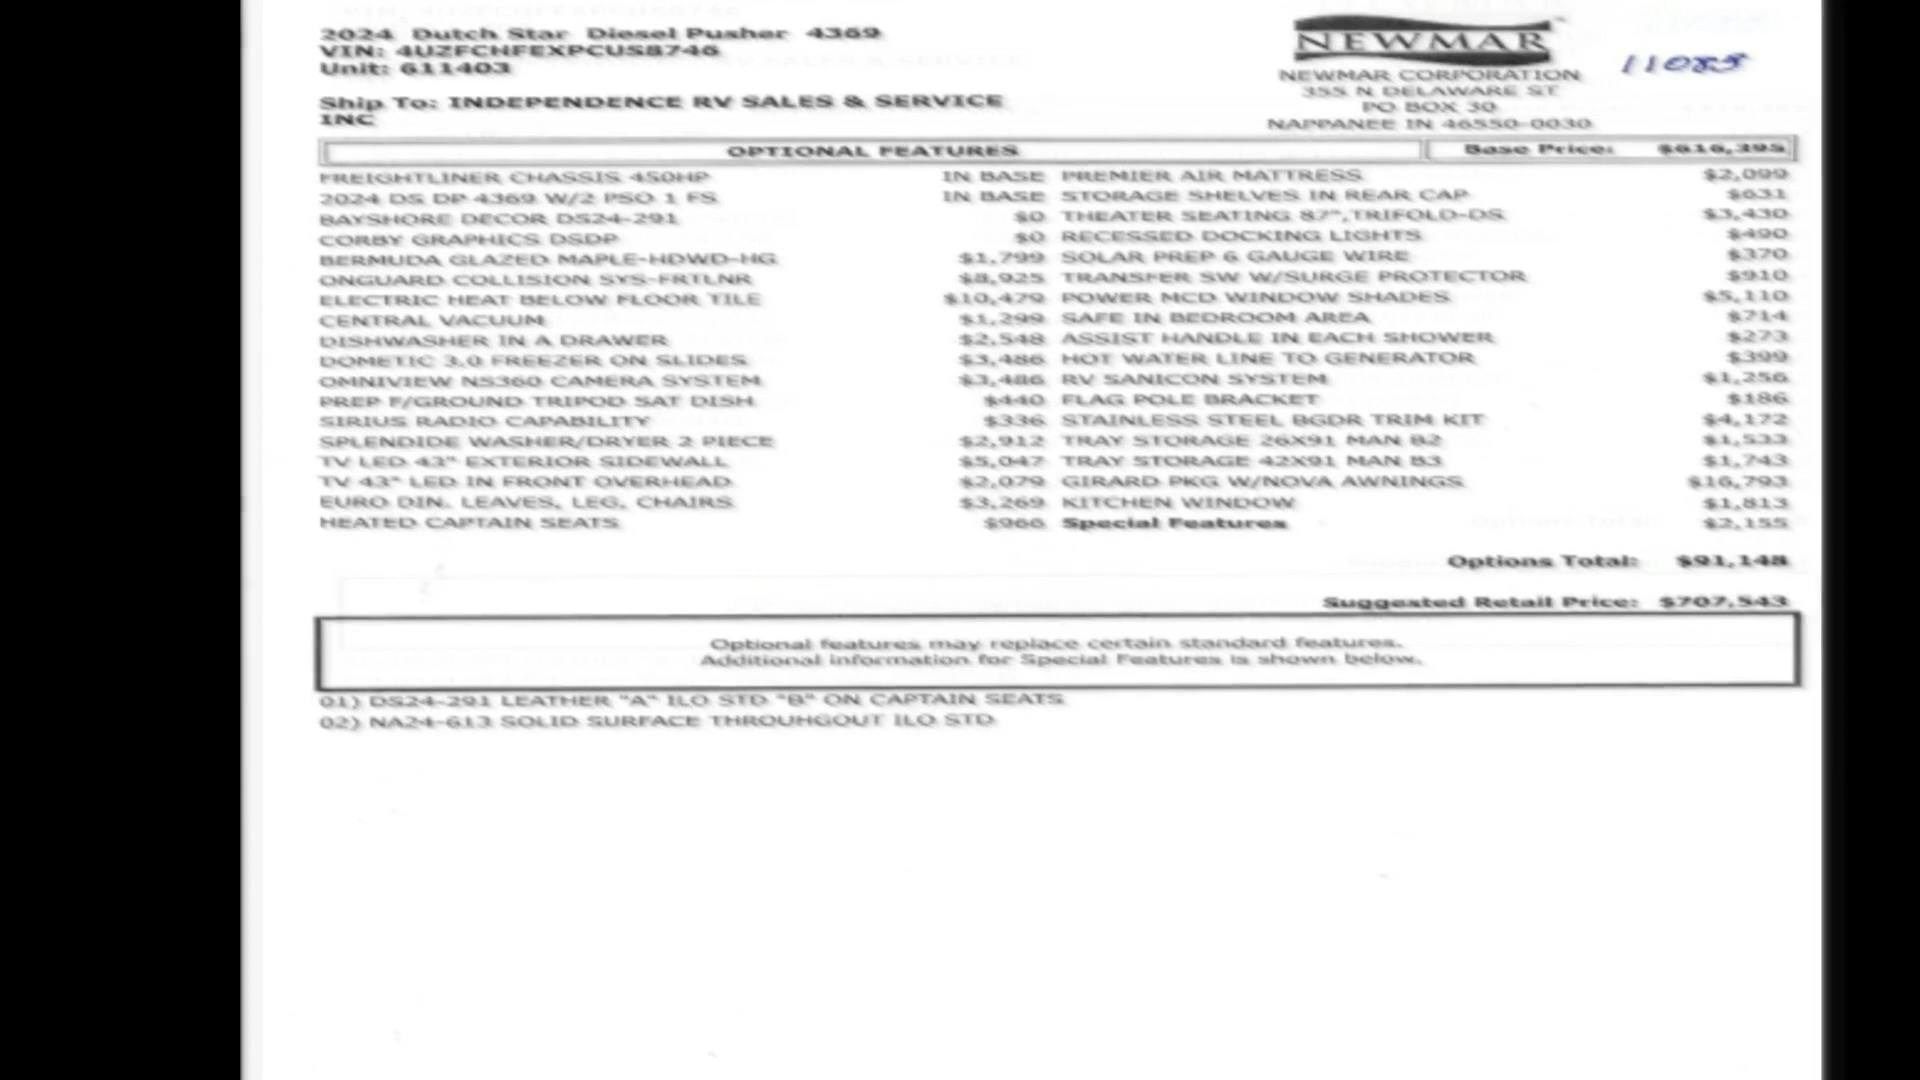 2024 Dutch Star Diesel Pusher 4369
VIN: 4UZFCHFEXPCUS8746
Unit: 611403
Ship To: INDEPENDENCE RV SALES & SERVICE
INC
NEWMAR
NEWMAR CORPORATION
355 N DELAWARE ST
PO BOX 30
NAPPANEE IN 46550-0030
11085
OPTIONAL FEATURES Base Price: $616,395
FREIGHTLINER CHASSIS 450HP IN BASE
2024 DS DP 4369 W/2 PSO 1 FS IN BASE
BAYSHORE DECOR DS24-291 $0
CORBY GRAPHICS DSDP $0
BERMUDA GLAZED MAPLE-HDWD-HG $1,799
ONGUARD COLLISION SYS-FRTLNR $8,925
ELECTRIC HEAT BELOW FLOOR TILE $10,479
CENTRAL VACUUM $1,299
DISHWASHER IN A DRAWER $2,548
DOMETIC 3.0 FREEZER ON SLIDES $3,486
OMNIVIEW NS360 CAMERA SYSTEM $3,486
PREP F/GROUND TRIPOD SAT DISH $440
SIRIUS RADIO CAPABILITY $336
SPLENDIDE WASHER/DRYER 2 PIECE $2,912
TV LED 43" EXTERIOR SIDEWALL $5,047
TV 43" LED IN FRONT OVERHEAD $2,079
EURO DIN. LEAVES, LEG, CHAIRS $3,269
HEATED CAPTAIN SEATS $966
PREMIER AIR MATTRESS $2,099
STORAGE SHELVES IN REAR CAP $631
THEATER SEATING 87",TRIFOLD-DS $3,430
RECESSED DOCKING LIGHTS $490
SOLAR PREP 6 GAUGE WIRE $370
TRANSFER SW W/SURGE PROTECTOR $910
POWER MCD WINDOW SHADES $5,110
SAFE IN BEDROOM AREA $714
ASSIST HANDLE IN EACH SHOWER $273
HOT WATER LINE TO GENERATOR $399
RV SANICON SYSTEM $1,256
FLAG POLE BRACKET $186
STAINLESS STEEL BGDR TRIM KIT $4,172
TRAY STORAGE 26X91 MAN B2 $1,533
TRAY STORAGE 42X91 MAN B3 $1,743
GIRARD PKG W/NOVA AWNINGS $16,793
KITCHEN WINDOW $1,813
Special Features $2,155
Options Total: $91,148
Suggested Retail Price: $707,543
Optional features may replace certain standard features.
Additional information for Special Features is shown below.
01) DS24-291 LEATHER "A" ILO STD "B" ON CAPTAIN SEATS
02) NA24-613 SOLID SURFACE THROUHGOUT ILO STD